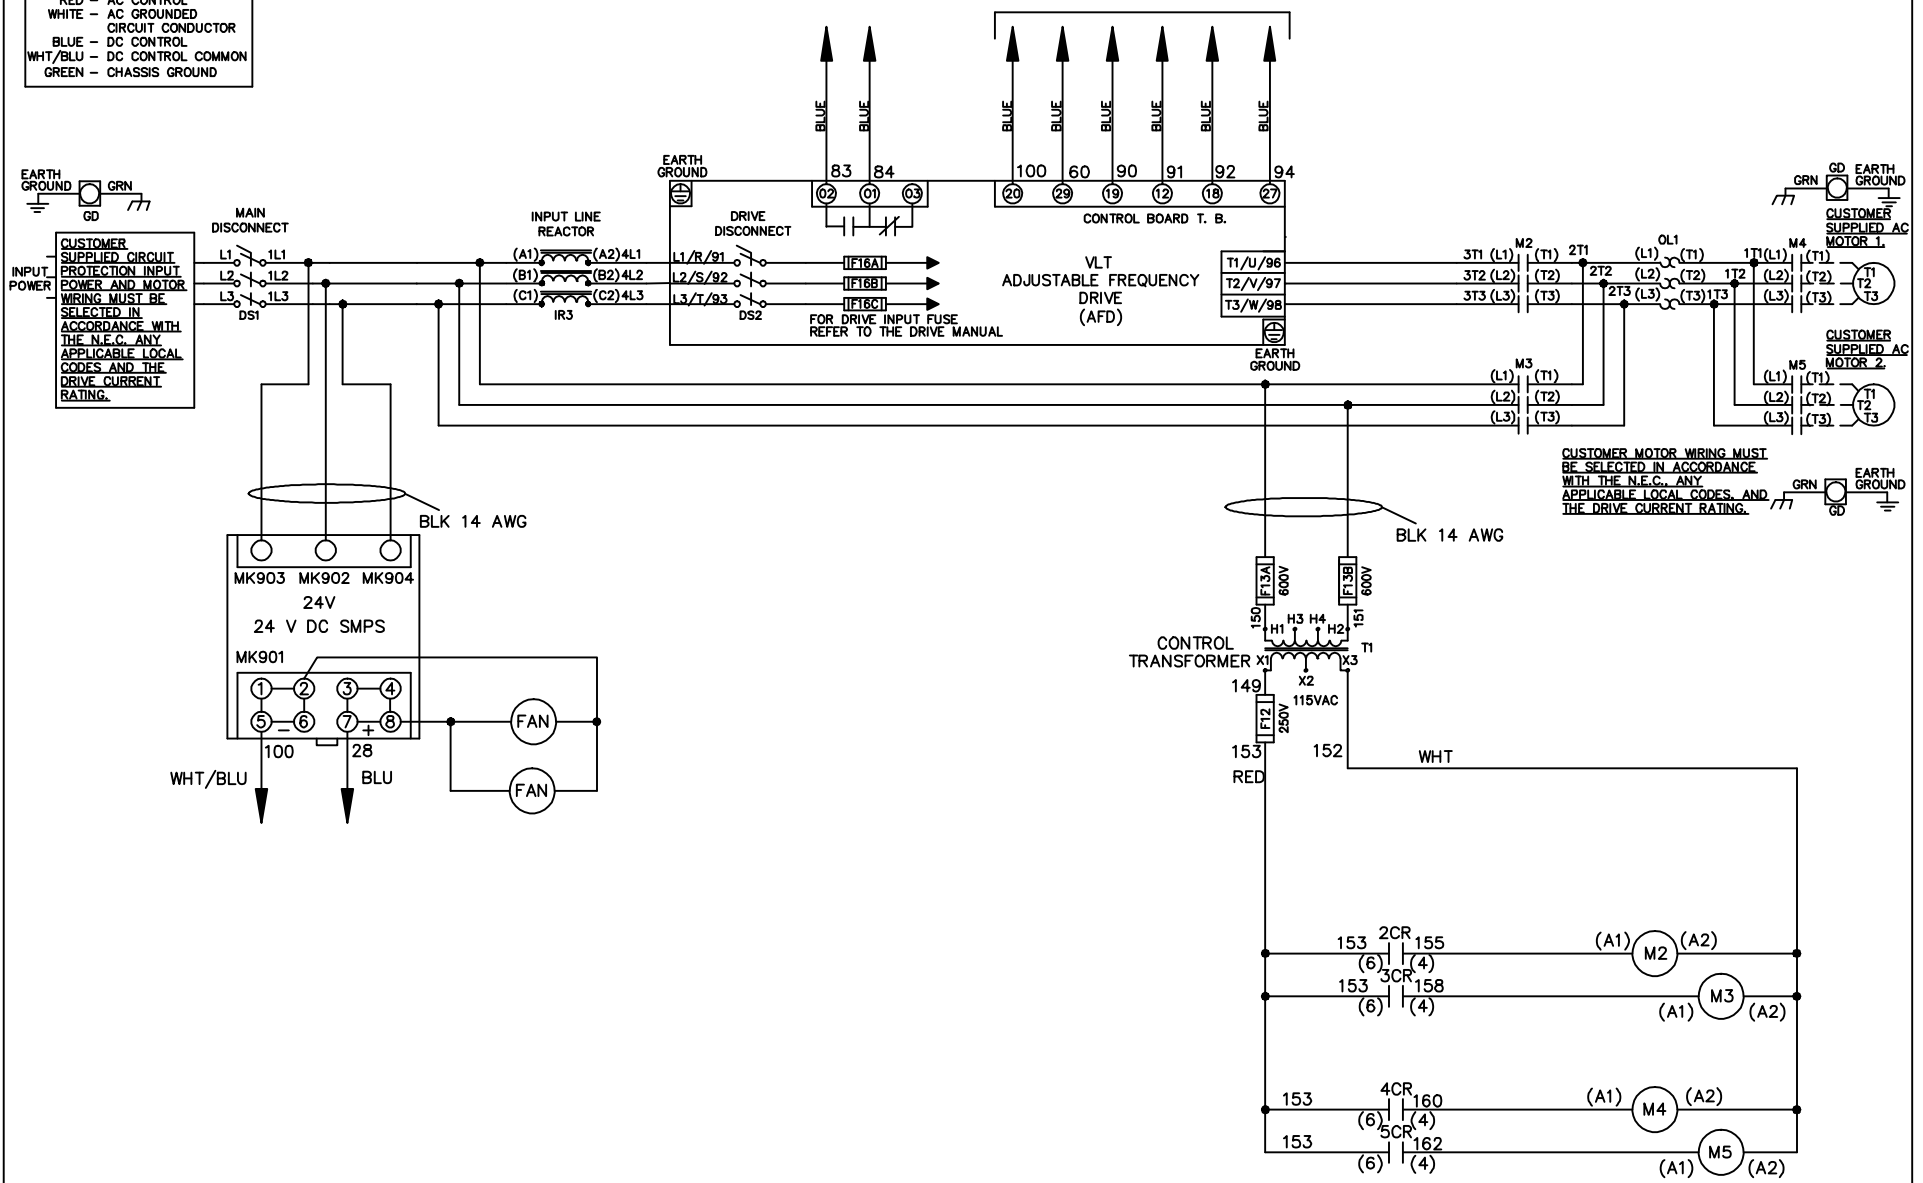 RED – AC CONTROL
WHITE – AC GROUNDED
CIRCUIT CONDUCTOR
BLUE – DC CONTROL
WHT/BLU – DC CONTROL COMMON
GREEN – CHASSIS GROUND
BLUE BLUE BLUE BLUE BLUE BLUE BLUE BLUE
EARTH
GROUND
GRN
GD
EARTH
GROUND
83 84 100 60 90 91 92 94
02 01 03 20 29 19 12 18 27
CONTROL BOARD T. B.
GRN
GD
EARTH
GROUND
CUSTOMER
SUPPLIED AC
MOTOR 1.
INPUT
POWER
CUSTOMER
SUPPLIED CIRCUIT
PROTECTION INPUT
POWER AND MOTOR
WIRING MUST BE
SELECTED IN
ACCORDANCE WITH
THE N.E.C. ANY
APPLICABLE LOCAL
CODES AND THE
DRIVE CURRENT
RATING.
MAIN
DISCONNECT
L1 1L1
L2 1L2
L3 1L3
DS1
INPUT LINE
REACTOR
(A1) (A2) 4L1
(B1) (B2) 4L2
(C1) (C2) 4L3
IR3
DRIVE
DISCONNECT
L1/R/91
L2/S/92
L3/T/93
DS2
F16A
F16B
F16C
FOR DRIVE INPUT FUSE
REFER TO THE DRIVE MANUAL
VLT
ADJUSTABLE FREQUENCY
DRIVE
(AFD)
T1/U/96
T2/V/97
T3/W/98
EARTH
GROUND
M2
3T1 (L1) (T1) 2T1
3T2 (L2) (T2) 2T2
3T3 (L3) (T3) 2T3
OL1
(L1) (T1) 1T1
(L2) (T2) 1T2
(L3) (T3) 1T3
M4
(L1) (T1)
(L2) (T2)
(L3) (T3)
T1
T2
T3
M3
(L1) (T1)
(L2) (T2)
(L3) (T3)
CUSTOMER
SUPPLIED AC
MOTOR 2.
M5
(L1) (T1)
(L2) (T2)
(L3) (T3)
T1
T2
T3
CUSTOMER MOTOR WIRING MUST
BE SELECTED IN ACCORDANCE
WITH THE N.E.C., ANY
APPLICABLE LOCAL CODES, AND
THE DRIVE CURRENT RATING.
GRN
GD
EARTH
GROUND
BLK 14 AWG
MK903 MK902 MK904
24V
24 V DC SMPS
MK901
1 2 3 4
5 6 7 8
– +
100 28
WHT/BLU BLU
FAN
FAN
BLK 14 AWG
F13A 600V
F13B 600V
150 151
H1 H3 H4 H2
T1
CONTROL
TRANSFORMER
X1 X3
X2
115VAC
149
F12 250V
153 152
RED
WHT
2CR
153 155
(6) (4)
(A1) M2 (A2)
3CR
153 158
(6) (4)
(A1) M3 (A2)
4CR
153 160
(6) (4)
(A1) M4 (A2)
5CR
153 162
(6) (4)
(A1) M5 (A2)